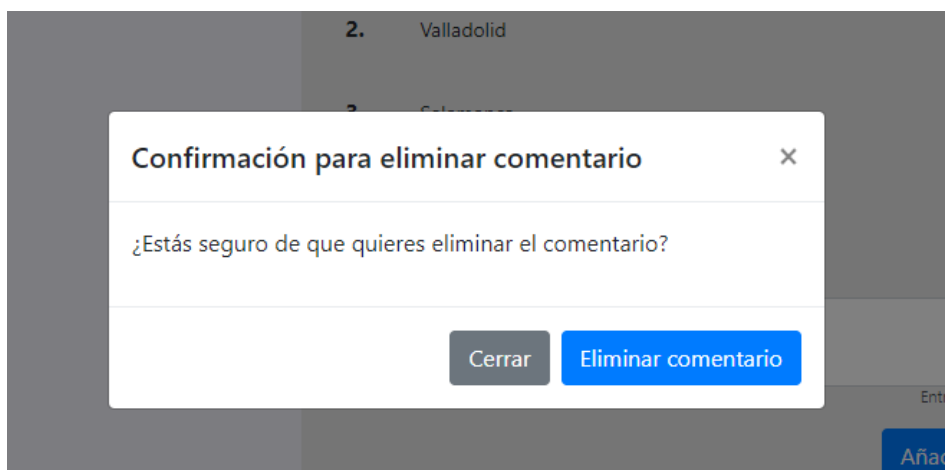 2. Valladolid
Confirmación para eliminar comentario ×
¿Estás seguro de que quieres eliminar el comentario?
Cerrar Eliminar comentario